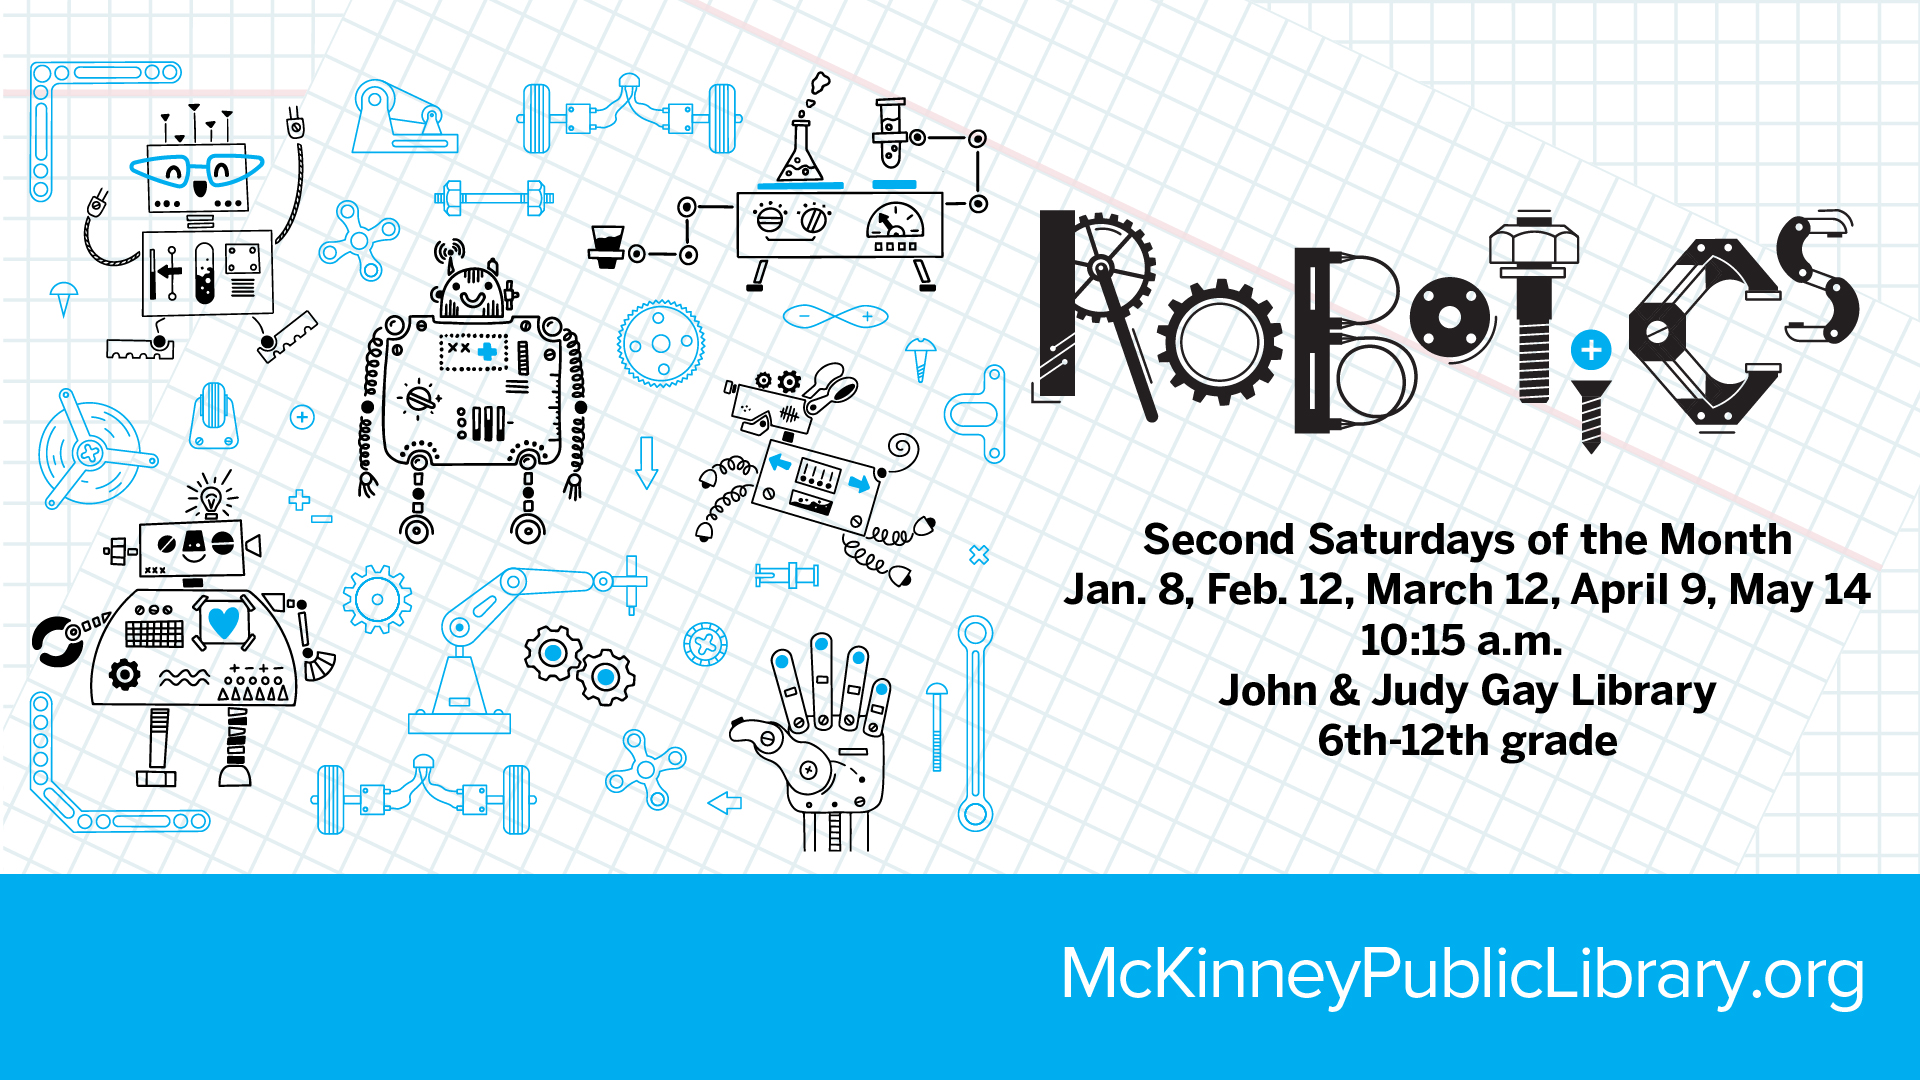 RoBotics
Second Saturdays of the Month
Jan. 8, Feb. 12, March 12, April 9, May 14
10:15 a.m.
John & Judy Gay Library
6th-12th grade
McKinneyPublicLibrary.org